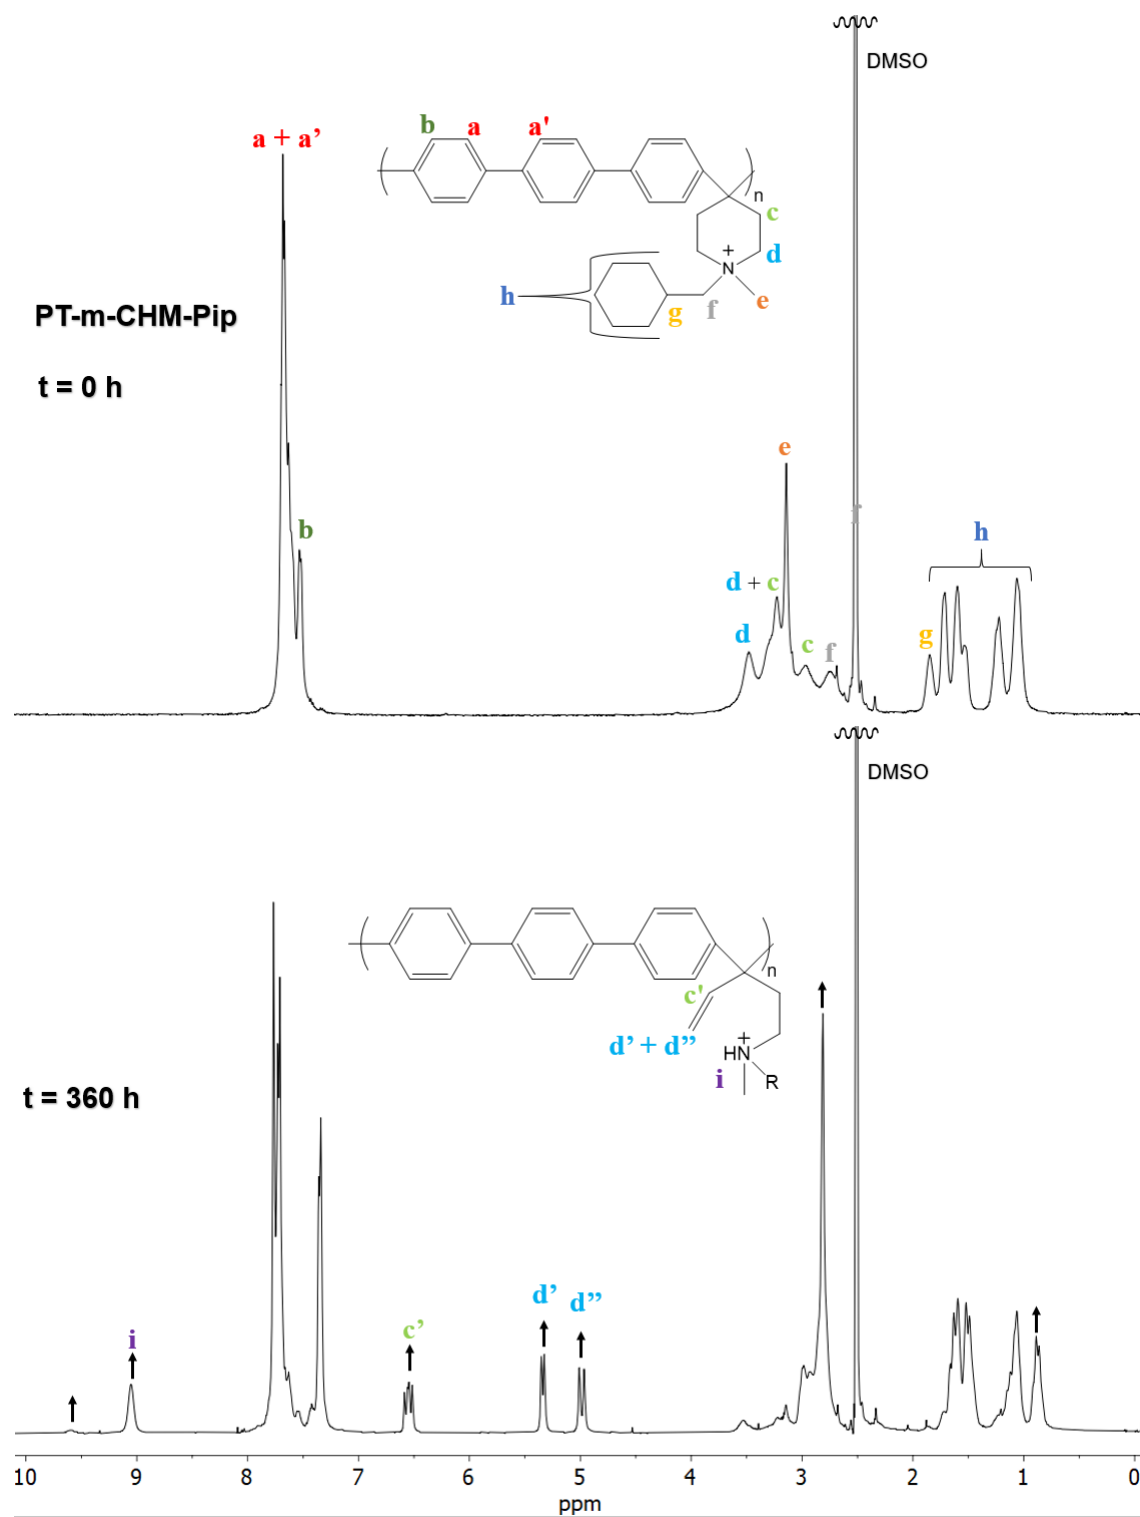 DMSO
a + a’
b
a
a'
n
c
+
N
d
h
g
f
e
PT-m-CHM-Pip
t = 0 h
e
f
b
h
d + c
d
c
f
g
DMSO
n
c'
d’ + d”
+
HN
i
R
t = 360 h
d’
d”
c’
i
10 9 8 7 6 5 4 3 2 1 0
ppm